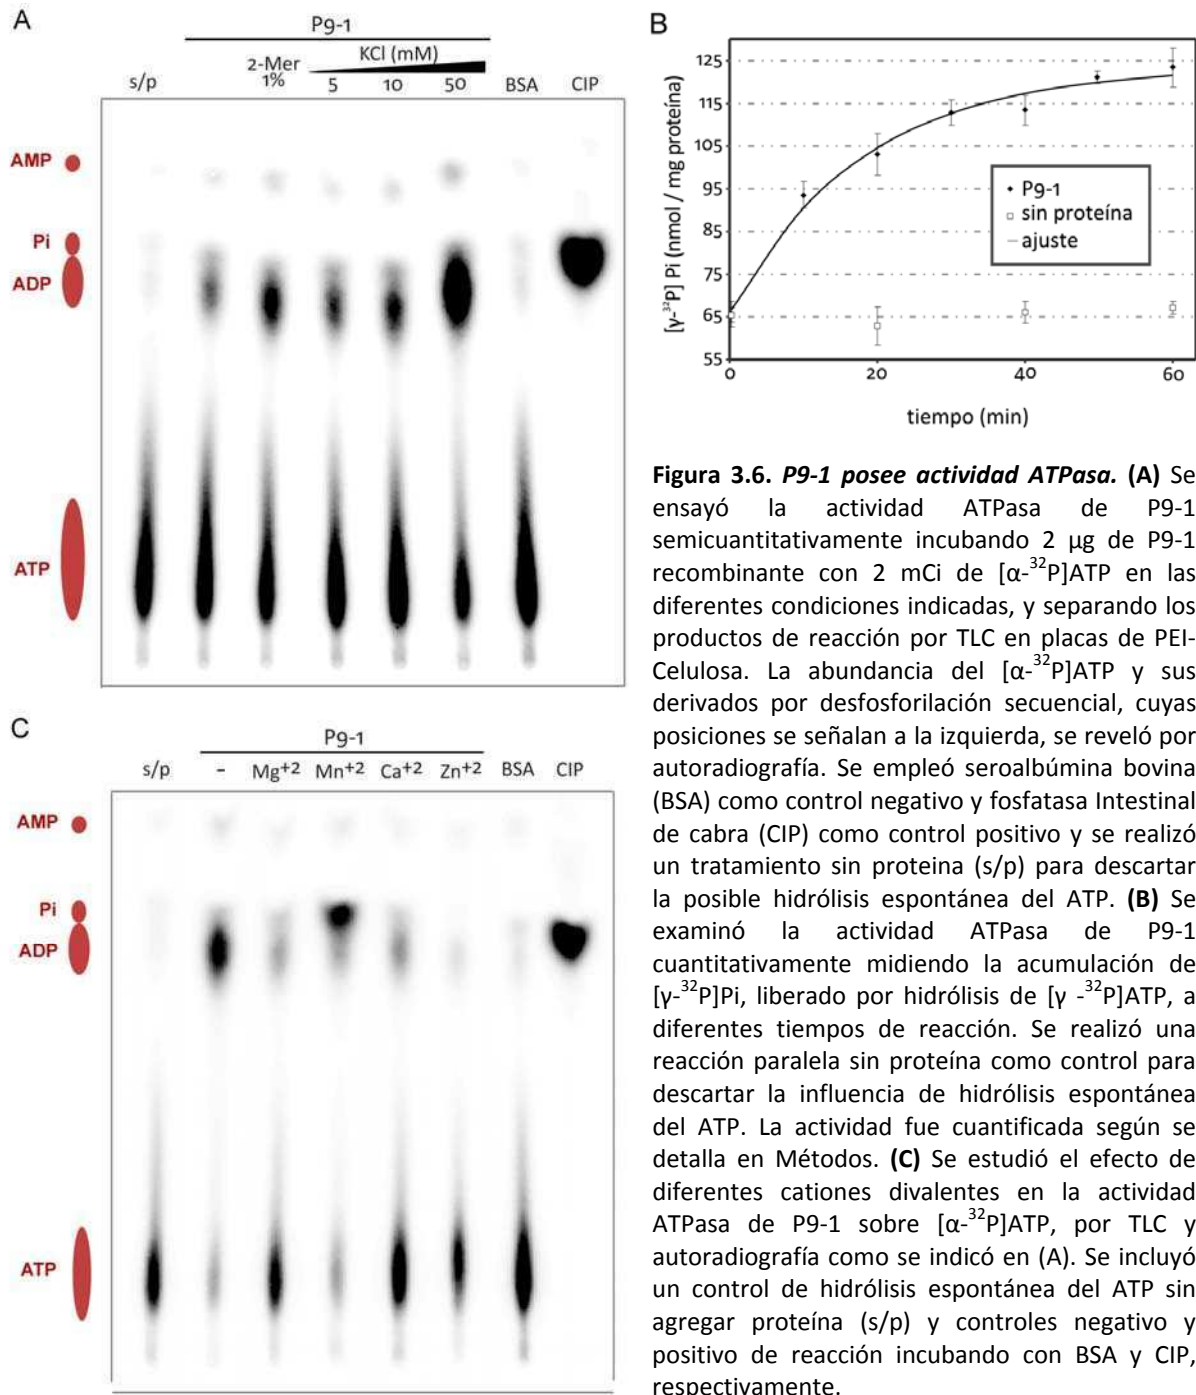 A
P9-1
KCl (mM)
2-Mer
1%
s/p
5
10
50
BSA
CIP
AMP
Pi
ADP
ATP
B
[γ-³²P] Pi (nmol / mg proteína)
125
115
105
95
85
75
65
55
0
20
40
60
tiempo (min)
P9-1
sin proteína
ajuste
C
P9-1
s/p
-
Mg⁺²
Mn⁺²
Ca⁺²
Zn⁺²
BSA
CIP
AMP
Pi
ADP
ATP
Figura 3.6. P9-1 posee actividad ATPasa. (A) Se
ensayó la actividad ATPasa de P9-1
semicuantitativamente incubando 2 μg de P9-1
recombinante con 2 mCi de [α-³²P]ATP en las
diferentes condiciones indicadas, y separando los
productos de reacción por TLC en placas de PEI-
Celulosa. La abundancia del [α-³²P]ATP y sus
derivados por desfosforilación secuencial, cuyas
posiciones se señalan a la izquierda, se reveló por
autoradiografía. Se empleó seroalbúmina bovina
(BSA) como control negativo y fosfatasa Intestinal
de cabra (CIP) como control positivo y se realizó
un tratamiento sin proteina (s/p) para descartar
la posible hidrólisis espontánea del ATP. (B) Se
examinó la actividad ATPasa de P9-1
cuantitativamente midiendo la acumulación de
[γ-³²P]Pi, liberado por hidrólisis de [γ -³²P]ATP, a
diferentes tiempos de reacción. Se realizó una
reacción paralela sin proteína como control para
descartar la influencia de hidrólisis espontánea
del ATP. La actividad fue cuantificada según se
detalla en Métodos. (C) Se estudió el efecto de
diferentes cationes divalentes en la actividad
ATPasa de P9-1 sobre [α-³²P]ATP, por TLC y
autoradiografía como se indicó en (A). Se incluyó
un control de hidrólisis espontánea del ATP sin
agregar proteína (s/p) y controles negativo y
positivo de reacción incubando con BSA y CIP,
respectivamente.